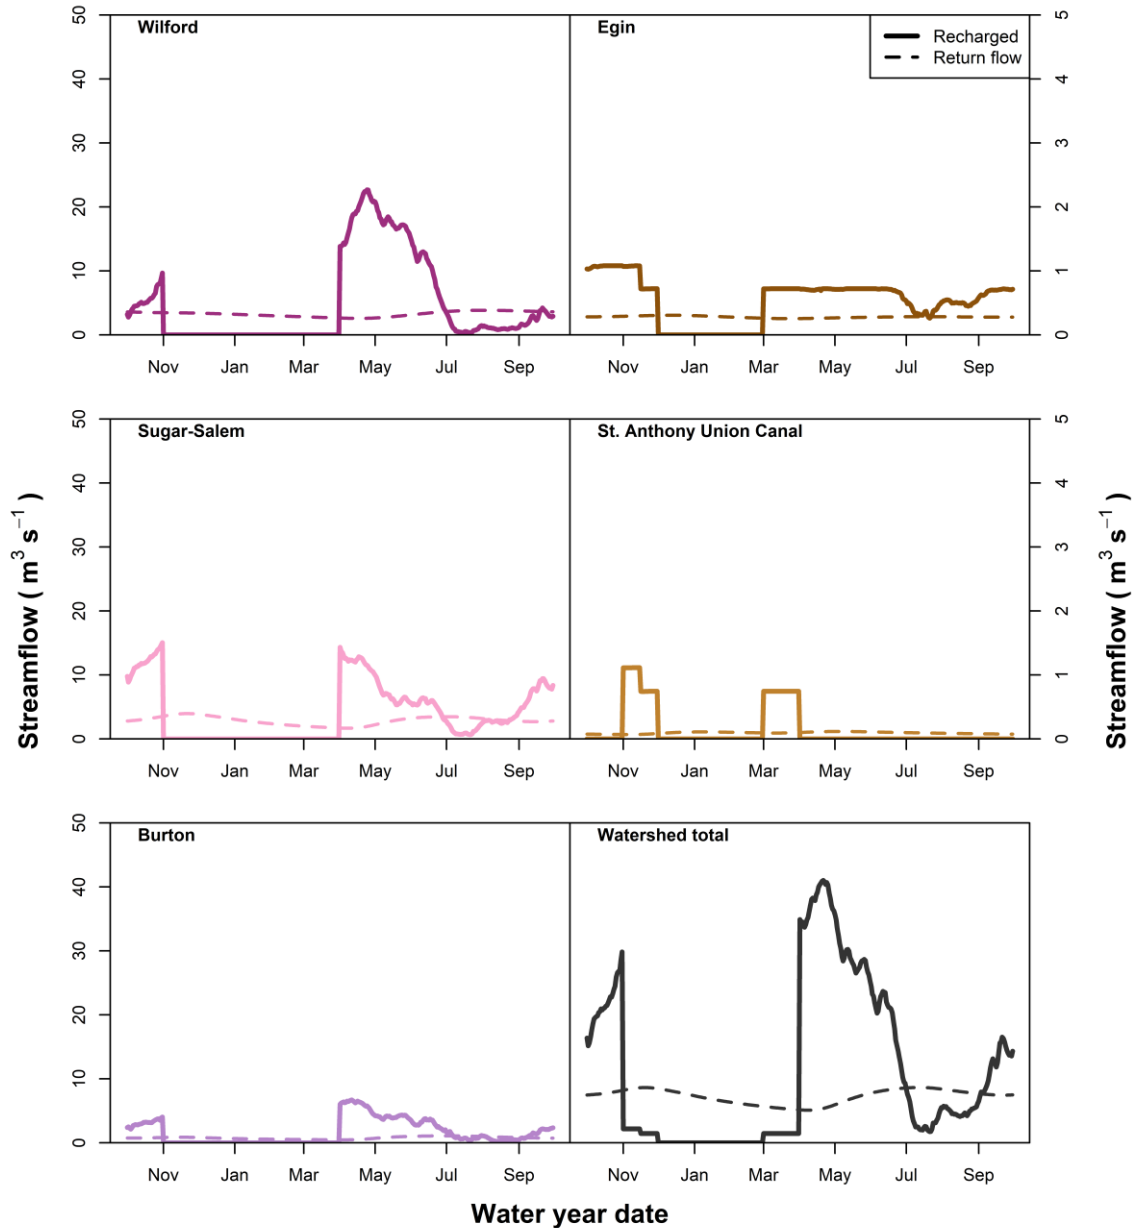 Wilford
Egin
Recharged
Return flow
50
40
30
20
10
0
5
4
3
2
1
0
Nov Jan Mar May Jul Sep
Nov Jan Mar May Jul Sep
Sugar-Salem
St. Anthony Union Canal
50
40
30
20
10
0
5
4
3
2
1
0
Streamflow ( m³ s⁻¹ )
Streamflow ( m³ s⁻¹ )
Nov Jan Mar May Jul Sep
Nov Jan Mar May Jul Sep
Burton
Watershed total
50
40
30
20
10
0
Nov Jan Mar May Jul Sep
Nov Jan Mar May Jul Sep
Water year date